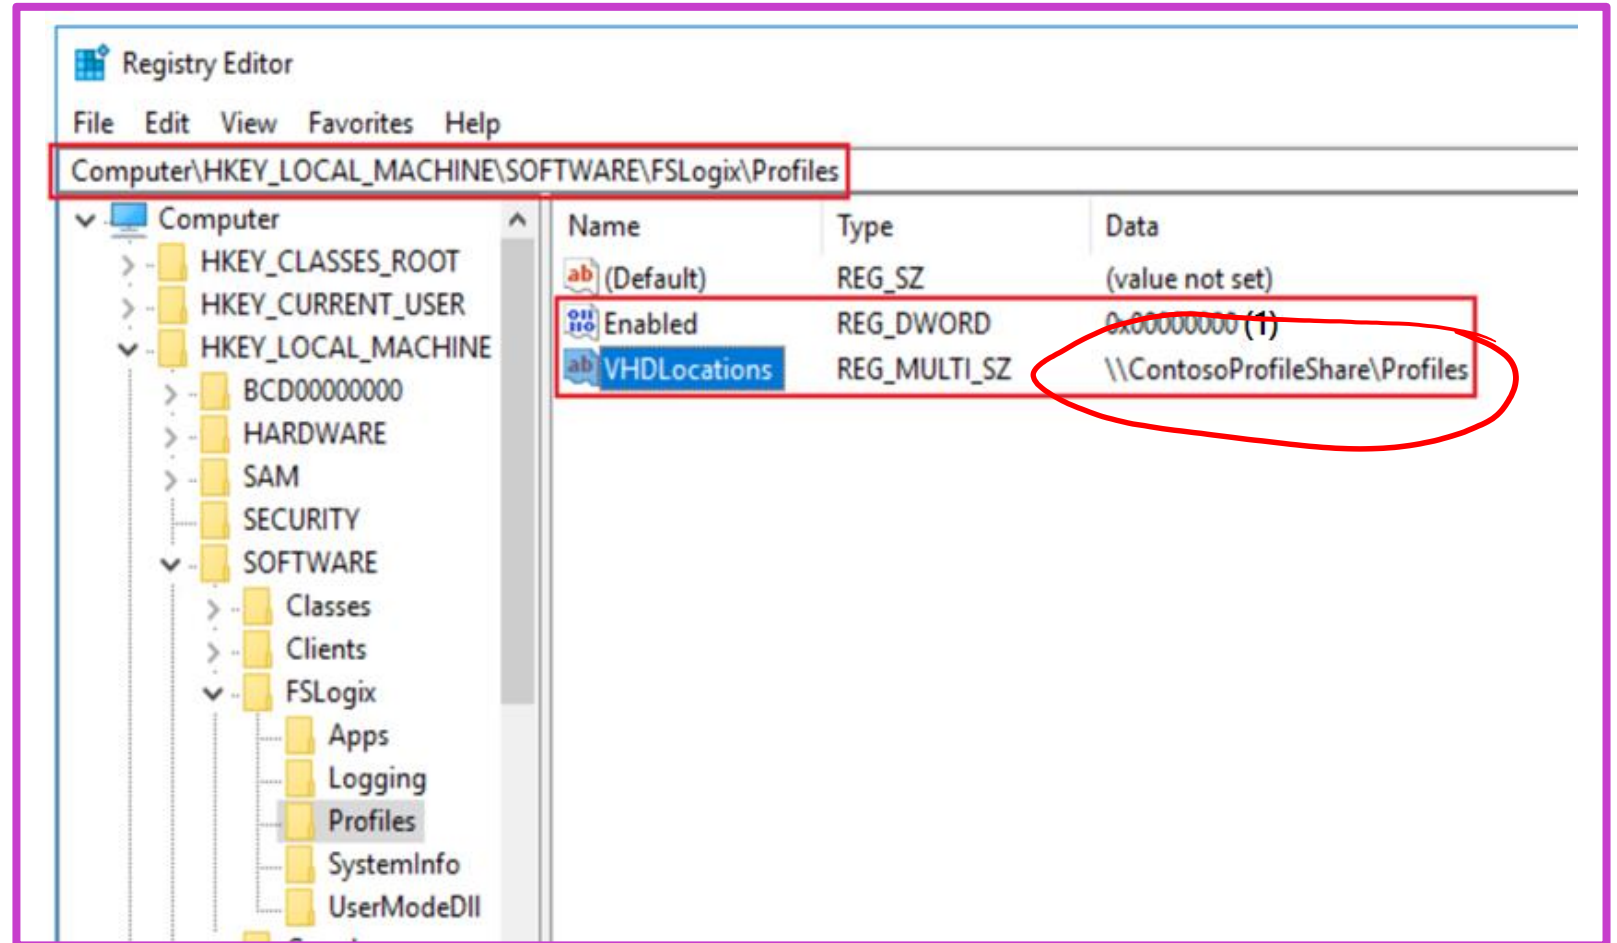 Registry Editor
File Edit View Favorites Help
Computer\HKEY_LOCAL_MACHINE\SOFTWARE\FSLogix\Profiles
Computer
HKEY_CLASSES_ROOT
HKEY_CURRENT_USER
HKEY_LOCAL_MACHINE
BCD00000000
HARDWARE
SAM
SECURITY
SOFTWARE
Classes
Clients
FSLogix
Apps
Logging
Profiles
SystemInfo
UserModeDll
Name Type Data
(Default) REG_SZ (value not set)
Enabled REG_DWORD 0x00000000 (1)
VHDLocations REG_MULTI_SZ \\ContosoProfileShare\Profiles